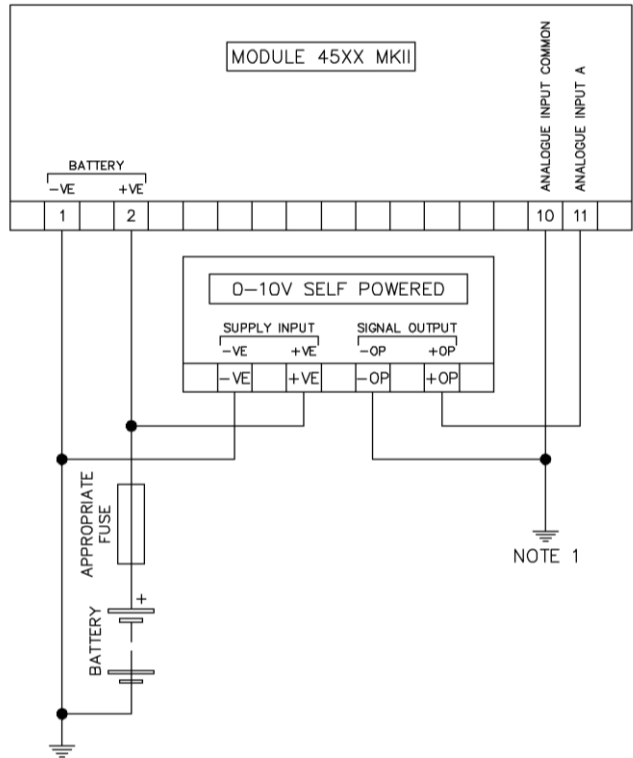 MODULE 45XX MKII
ANALOGUE INPUT COMMON
ANALOGUE INPUT A
BATTERY
-VE +VE
1 2 10 11
0-10V SELF POWERED
SUPPLY INPUT SIGNAL OUTPUT
-VE +VE -OP +OP
-VE +VE -OP +OP
APPROPRIATE
FUSE
+
BATTERY
NOTE 1